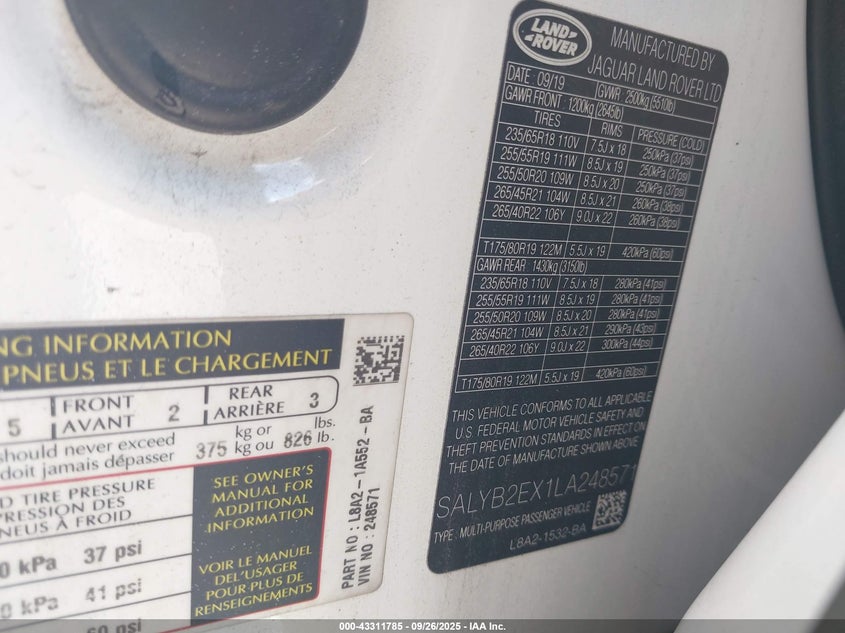 LAND
ROVER
MANUFACTURED BY
JAGUAR LAND ROVER LTD
DATE : 09/19 GVWR : 2500kg (5510lb)
GAWR FRONT : 1200kg (2645lb)
TIRES RIMS PRESSURE (COLD)
235/65R18 110V 7.5J x 18 250kPa (37psi)
255/55R19 111W 8.5J x 19 250kPa (37psi)
255/50R20 109W 8.5J x 20 250kPa (37psi)
265/45R21 104W 8.5J x 21 260kPa (38psi)
265/40R22 106Y 9.0J x 22 260kPa (38psi)
T175/80R19 122M 5.5J x 19 420kPa (60psi)
GAWR REAR : 1430kg (3150lb)
235/65R18 110V 7.5J x 18 280kPa (41psi)
255/55R19 111W 8.5J x 19 280kPa (41psi)
255/50R20 109W 8.5J x 20 280kPa (41psi)
265/45R21 104W 8.5J x 21 290kPa (43psi)
265/40R22 106Y 9.0J x 22 300kPa (44psi)
T175/80R19 122M 5.5J x 19 420kPa (60psi)
THIS VEHICLE CONFORMS TO ALL APPLICABLE
U.S. FEDERAL MOTOR VEHICLE SAFETY AND
THEFT PREVENTION STANDARDS IN EFFECT ON
THE DATE OF MANUFACTURE SHOWN ABOVE
SALYB2EX1LA248571
TYPE : MULTI-PURPOSE PASSENGER VEHICLE
L8A2-1532-BA
NG INFORMATION
PNEUS ET LE CHARGEMENT
5 FRONT AVANT 2 REAR ARRIÈRE 3
should never exceed 375 kg or 826 lbs.
doit jamais dépasser kg ou lb.
D TIRE PRESSURE
RESSION DES
NEUS À FROID
0 kPa 37 psi
0 kPa 41 psi
60 psi
SEE OWNER'S
MANUAL FOR
ADDITIONAL
INFORMATION
VOIR LE MANUEL
DEL'USAGER
POUR PLUS DE
RENSEIGNEMENTS
PART NO : L8A2-1A552-BA
VIN NO : 248571
000-43311785 - 09/26/2025 - IAA Inc.